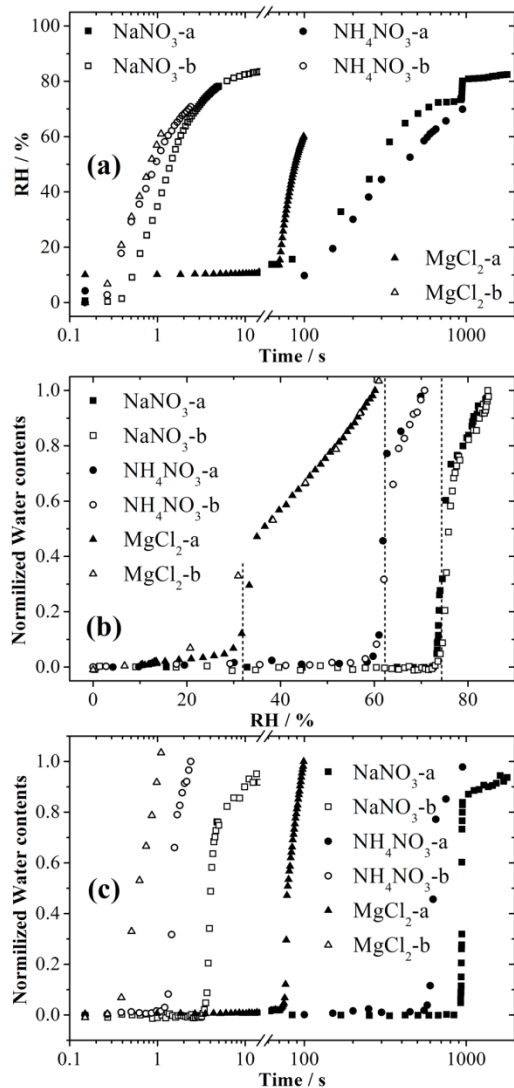 (a)
NaNO3-a
NaNO3-b
NH4NO3-a
NH4NO3-b
MgCl2-a
MgCl2-b
RH / %
100
80
60
40
20
0
0.1 1 10 100 1000
Time / s
(b)
NaNO3-a
NaNO3-b
NH4NO3-a
NH4NO3-b
MgCl2-a
MgCl2-b
Normilized Water contents
1.0
0.8
0.6
0.4
0.2
0.0
0 20 40 60 80
RH / %
(c)
NaNO3-a
NaNO3-b
NH4NO3-a
NH4NO3-b
MgCl2-a
MgCl2-b
Normilized Water contents
1.0
0.8
0.6
0.4
0.2
0.0
0.1 1 10 100 1000
Time / s